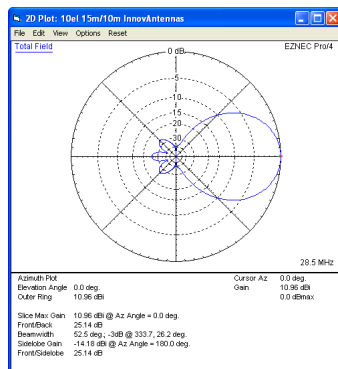 2D Plot: 10el 15m/10m InnovAntennas
File Edit View Options Reset
Total Field
EZNEC Pro/4
0 dB
-5
-10
-15
-20
-30
28.5 MHz
Azimuth Plot
Elevation Angle 0.0 deg.
Outer Ring 10.96 dBi
Cursor Az 0.0 deg.
Gain 10.96 dBi
0.0 dBmax
Slice Max Gain 10.96 dBi @ Az Angle = 0.0 deg.
Front/Back 25.14 dB
Beamwidth 52.5 deg.; -3dB @ 333.7, 26.2 deg.
Sidelobe Gain -14.18 dBi @ Az Angle = 180.0 deg.
Front/Sidelobe 25.14 dB